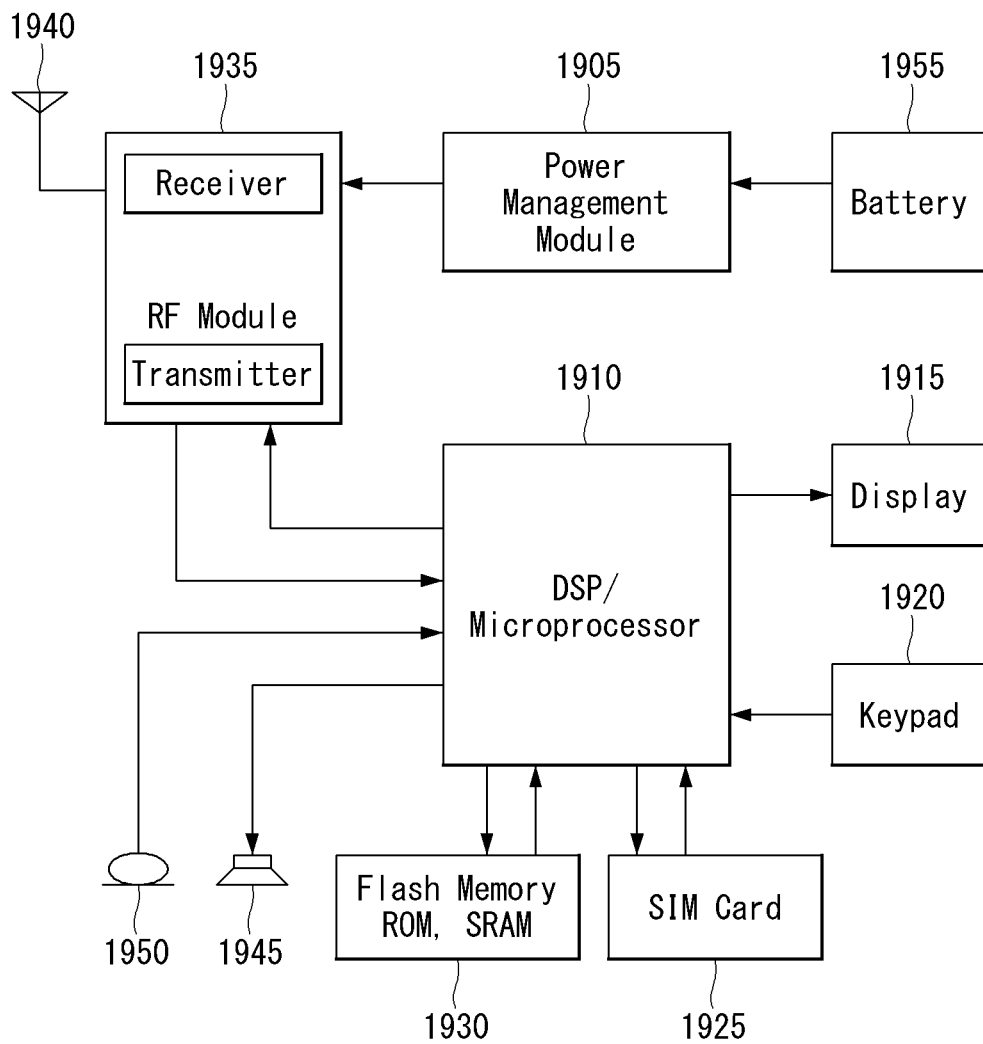 1940
1935
1905
1955
Receiver
Power
Management
Module
Battery
RF Module
Transmitter
1910
1915
Display
DSP/
Microprocessor
1920
Keypad
Flash Memory
ROM, SRAM
SIM Card
1950
1945
1930
1925